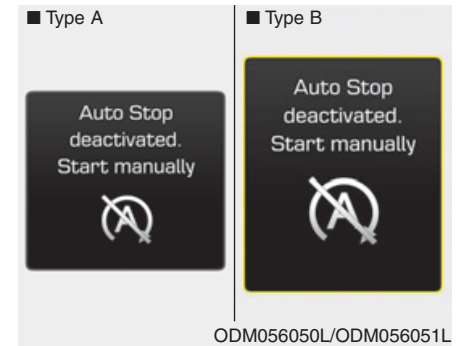 ■ Type A
Auto Stop
deactivated.
Start manually
A
■ Type B
Auto Stop
deactivated.
Start manually
A
ODM056050L/ODM056051L